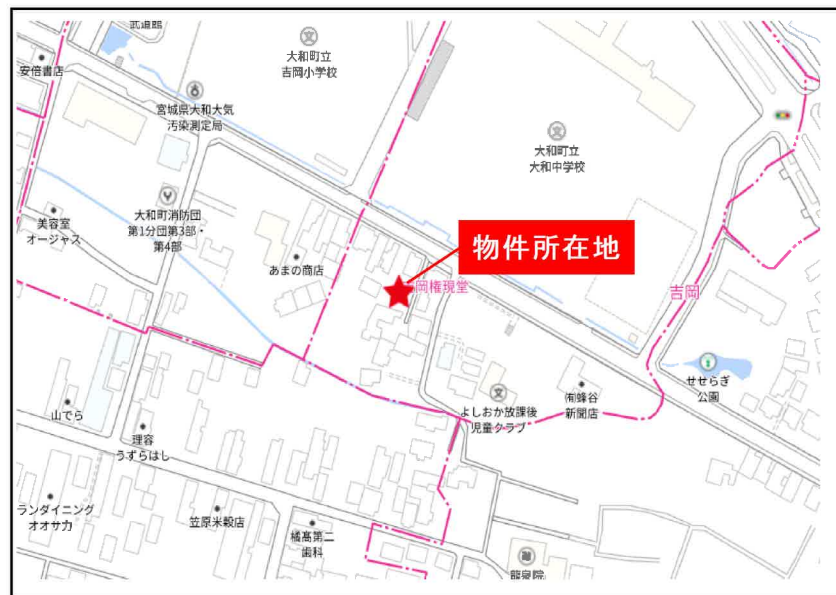 武道館
安倍書店
大和町立
吉岡小学校
宮城県大和大気
汚染測定局
大和町立
大和中学校
美容室
オージャス
大和町消防団
第1分団第3部・
第4部
あまの商店
物件所在地
岡権現堂
吉岡
せせらぎ
公園
㈲蜂谷
新聞店
よしおか放課後
児童クラブ
山でら
理容
うずらはし
ランダイニング
オオサカ
笠原米穀店
橘髙第二
歯科
龍泉院